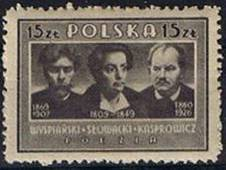 15 ZŁ POLSKA 15 ZŁ
1869 1907
1809-1849
1860 1926
WYSPIAŃSKI · SŁOWACKI · KASPROWICZ
POEZJA